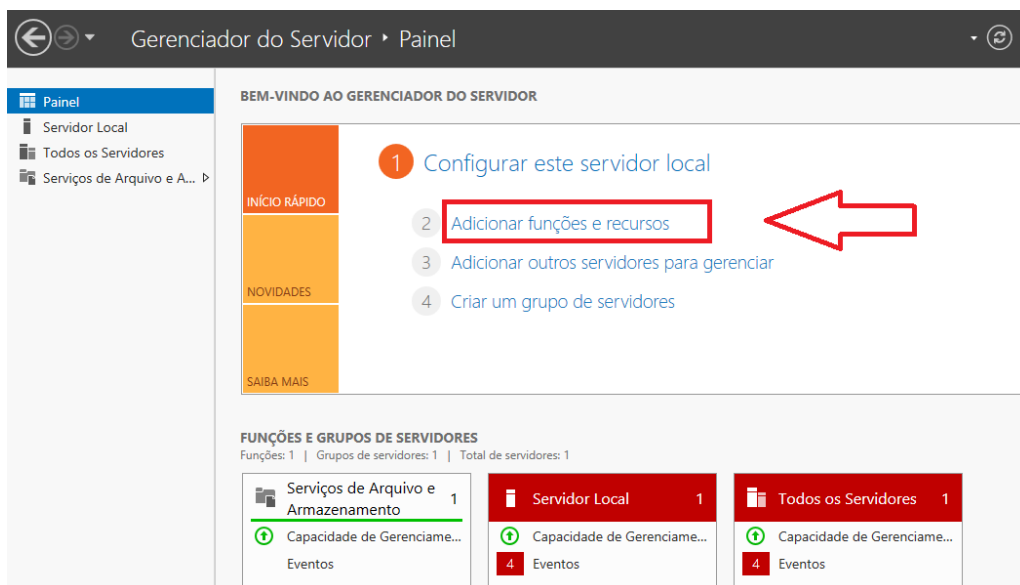 Gerenciador do Servidor ‣ Painel
Painel
Servidor Local
Todos os Servidores
Serviços de Arquivo e A...
BEM-VINDO AO GERENCIADOR DO SERVIDOR
INÍCIO RÁPIDO
NOVIDADES
SAIBA MAIS
1 Configurar este servidor local
2 Adicionar funções e recursos
3 Adicionar outros servidores para gerenciar
4 Criar um grupo de servidores
FUNÇÕES E GRUPOS DE SERVIDORES
Funções: 1 | Grupos de servidores: 1 | Total de servidores: 1
Serviços de Arquivo e
Armazenamento 1
Capacidade de Gerenciame...
Eventos
Servidor Local 1
Capacidade de Gerenciame...
4 Eventos
Todos os Servidores 1
Capacidade de Gerenciame...
4 Eventos